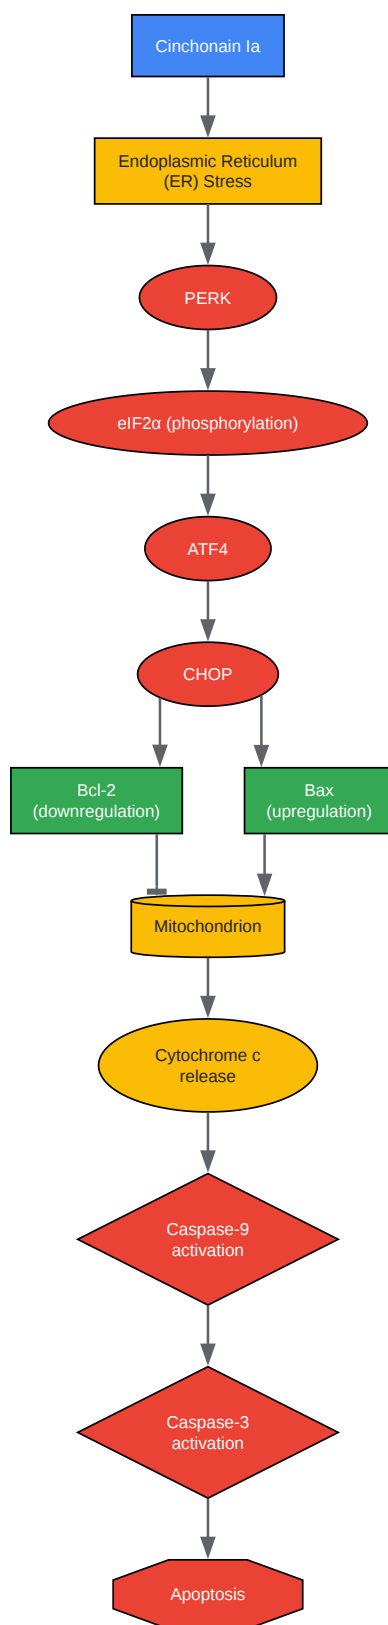 Cinchonain Ia
Endoplasmic Reticulum
(ER) Stress
PERK
eIF2α (phosphorylation)
ATF4
CHOP
Bcl-2
(downregulation)
Bax
(upregulation)
Mitochondrion
Cytochrome c
release
Caspase-9
activation
Caspase-3
activation
Apoptosis